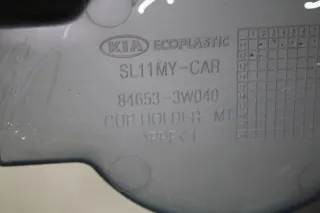 KIA ECOPLASTIC
SL11MY-CAR
84653-3W040
CUP HOLDER MT